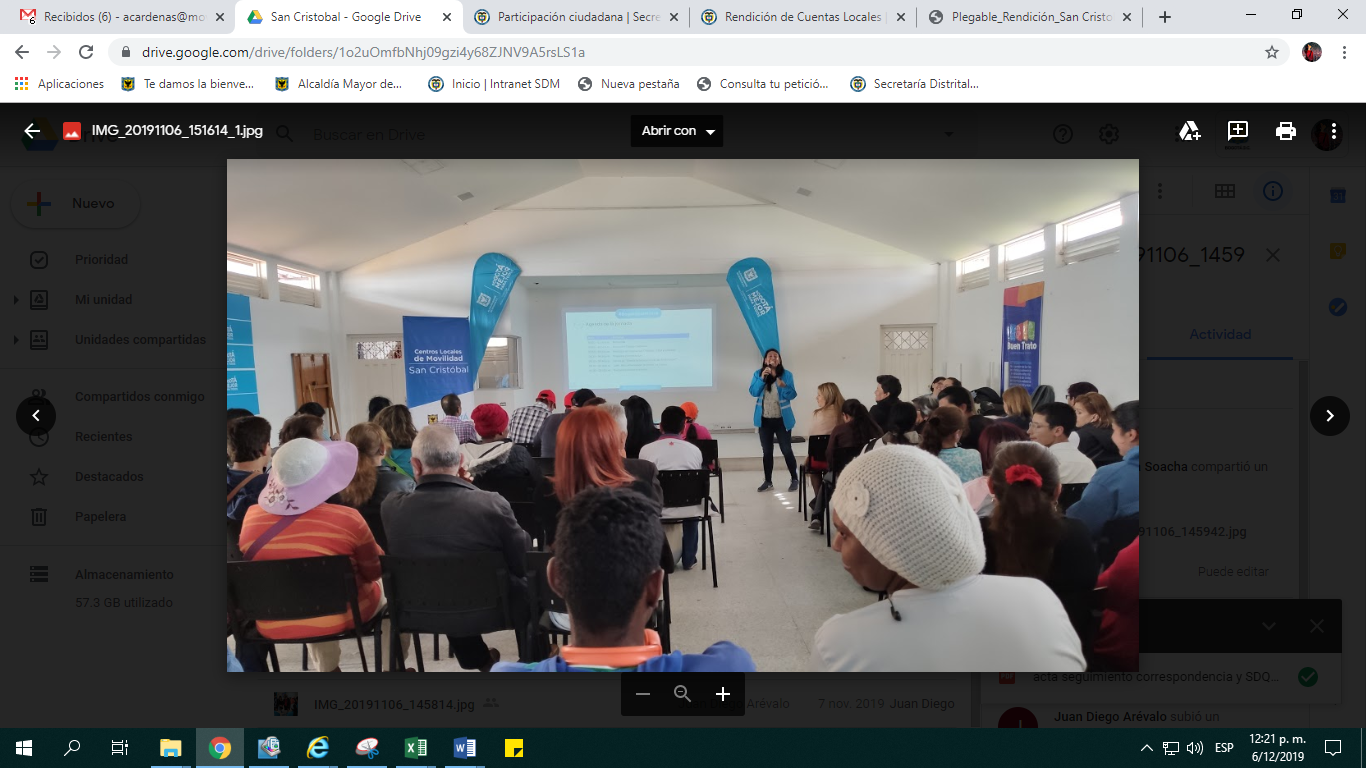 Recibidos (6) - acardenas@mo
San Cristobal - Google Drive
Participación ciudadana | Secre
Rendición de Cuentas Locales |
Plegable_Rendición_San Cristo
drive.google.com/drive/folders/1o2uOmfbNhj09gzi4y68ZJNV9A5rsLS1a
Aplicaciones
Te damos la bienve...
Alcaldía Mayor de...
Inicio | Intranet SDM
Nueva pestaña
Consulta tu petició...
Secretaría Distrital...
IMG_20191106_151614_1.jpg
Buscar en Drive
Abrir con
Nuevo
Prioridad
Mi unidad
Unidades compartidas
Compartidos conmigo
Recientes
Destacados
Papelera
Almacenamiento
57.3 GB utilizado
91106_1459
Actividad
Soacha compartió un
91106_145942.jpg
Puede editar
Centros Locales
de Movilidad
San Cristóbal
BOGOTÁ
MEJOR
Buen Trato
acta seguimiento correspondencia y SDQ...
IMG_20191106_145814.jpg
Arévalo
7 nov. 2019 Juan Diego
Juan Diego Arévalo subió un
ESP
12:21 p. m.
6/12/2019